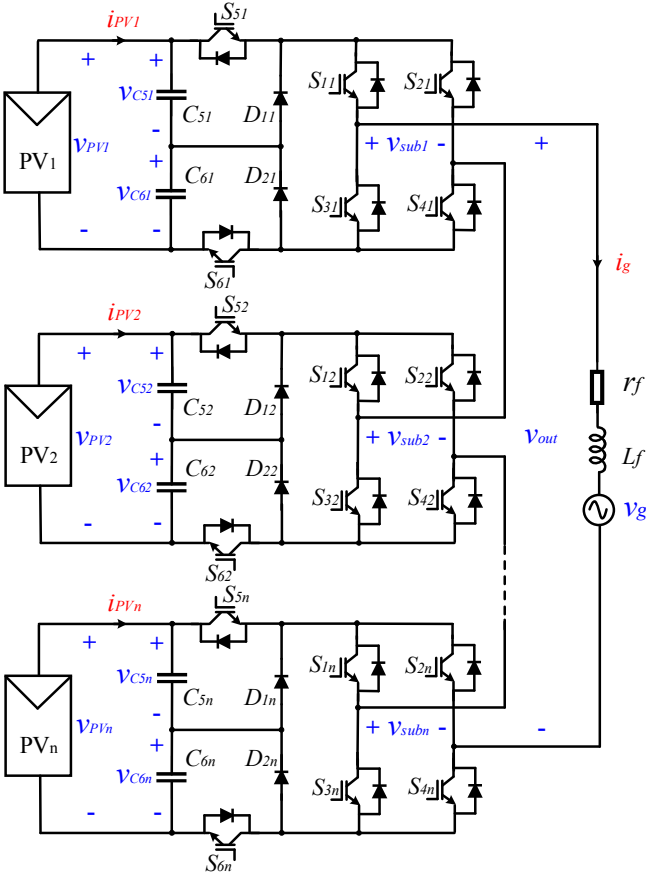 iPV1
S51
+ +
vC51
C51
D11
S11
S21
-
PV1
vPV1
+
vC61
C61
D21
+ vsub1 -
+
S31
S41
- -
S61
ig
iPV2
S52
+ +
vC52
C52
D12
S12
S22
rf
-
PV2
vPV2
+
vC62
C62
D22
+ vsub2 -
vout
Lf
S32
S42
vg
- -
S62
iPVn
S5n
+ +
vC5n
C5n
D1n
S1n
S2n
-
PVn
vPVn
+
vC6n
C6n
D2n
+ vsubn -
-
S3n
S4n
- -
S6n